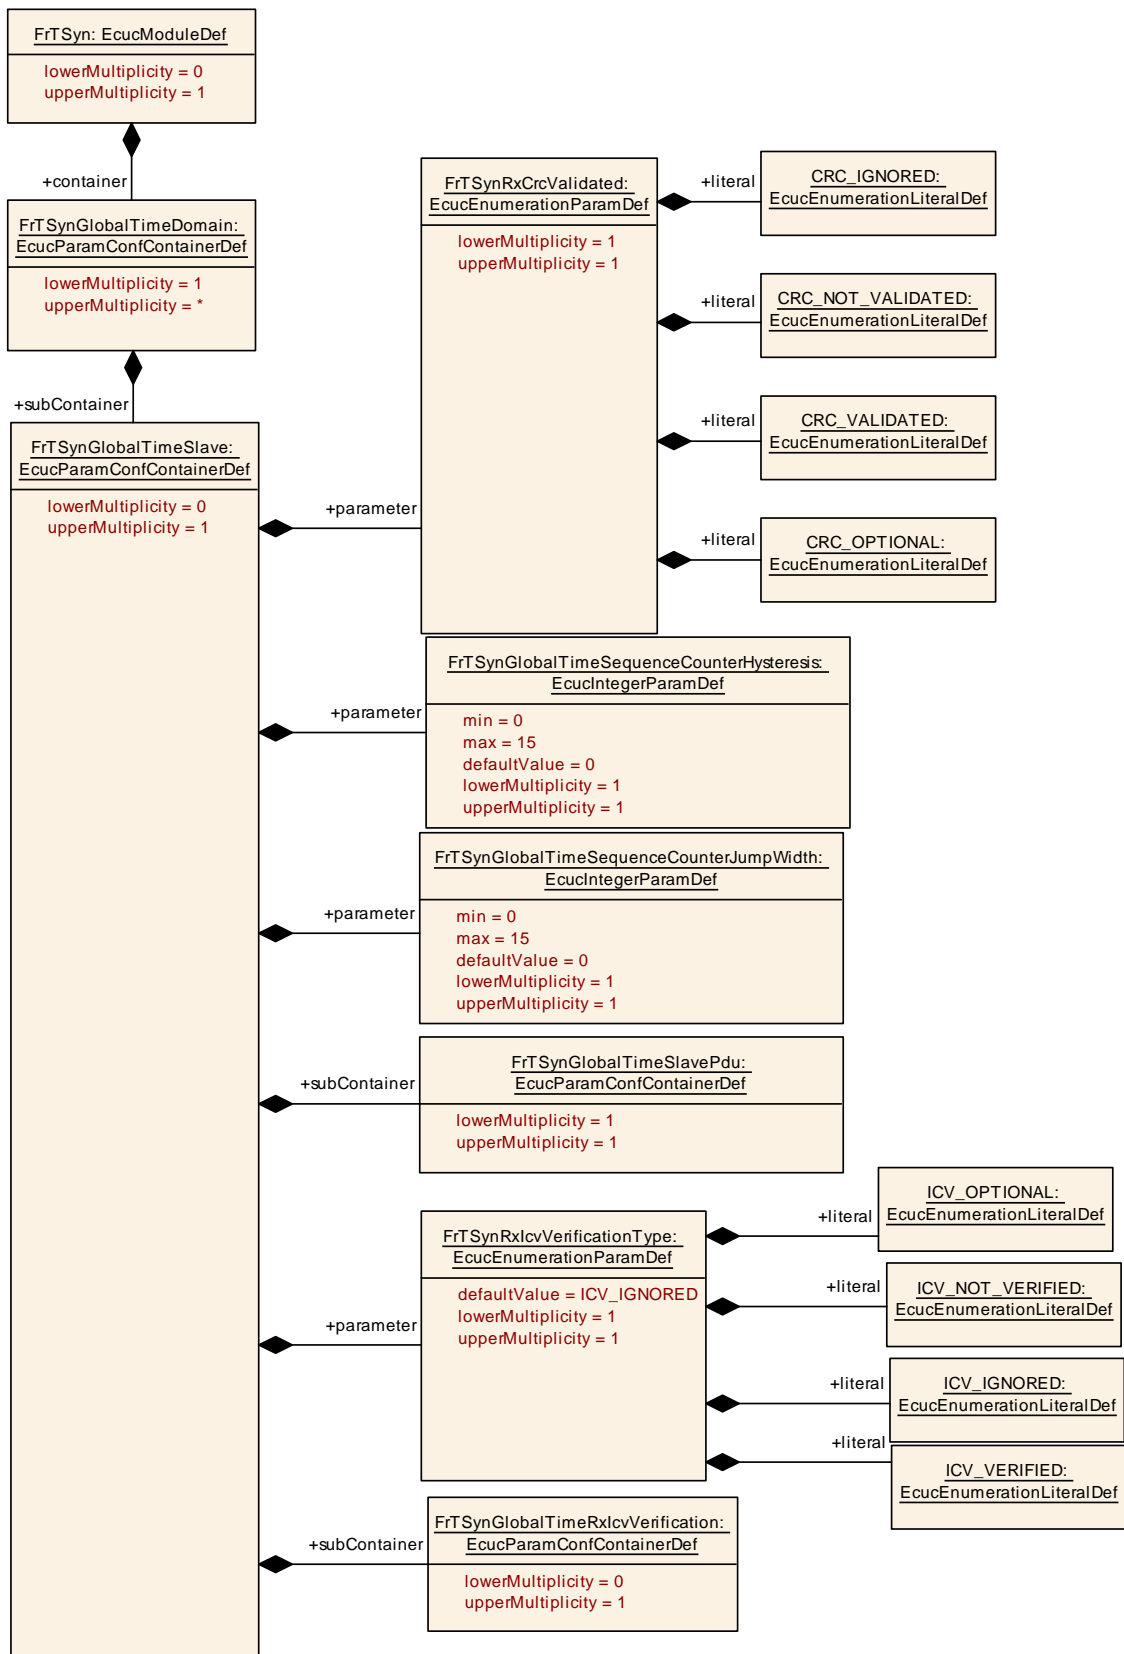 FrTSyn: EcucModuleDef
lowerMultiplicity = 0
upperMultiplicity = 1
+container
FrTSynGlobalTimeDomain:
EcucParamConfContainerDef
lowerMultiplicity = 1
upperMultiplicity = *
+subContainer
FrTSynGlobalTimeSlave:
EcucParamConfContainerDef
lowerMultiplicity = 0
upperMultiplicity = 1
+parameter
FrTSynRxCrcValidated:
EcucEnumerationParamDef
lowerMultiplicity = 1
upperMultiplicity = 1
+literal
CRC_IGNORED:
EcucEnumerationLiteralDef
+literal
CRC_NOT_VALIDATED:
EcucEnumerationLiteralDef
+literal
CRC_VALIDATED:
EcucEnumerationLiteralDef
+literal
CRC_OPTIONAL:
EcucEnumerationLiteralDef
+parameter
FrTSynGlobalTimeSequenceCounterHysteresis:
EcucIntegerParamDef
min = 0
max = 15
defaultValue = 0
lowerMultiplicity = 1
upperMultiplicity = 1
+parameter
FrTSynGlobalTimeSequenceCounterJumpWidth:
EcucIntegerParamDef
min = 0
max = 15
defaultValue = 0
lowerMultiplicity = 1
upperMultiplicity = 1
+subContainer
FrTSynGlobalTimeSlavePdu:
EcucParamConfContainerDef
lowerMultiplicity = 1
upperMultiplicity = 1
+parameter
FrTSynRxIcvVerificationType:
EcucEnumerationParamDef
defaultValue = ICV_IGNORED
lowerMultiplicity = 1
upperMultiplicity = 1
+literal
ICV_OPTIONAL:
EcucEnumerationLiteralDef
+literal
ICV_NOT_VERIFIED:
EcucEnumerationLiteralDef
+literal
ICV_IGNORED:
EcucEnumerationLiteralDef
+literal
ICV_VERIFIED:
EcucEnumerationLiteralDef
+subContainer
FrTSynGlobalTimeRxIcvVerification:
EcucParamConfContainerDef
lowerMultiplicity = 0
upperMultiplicity = 1